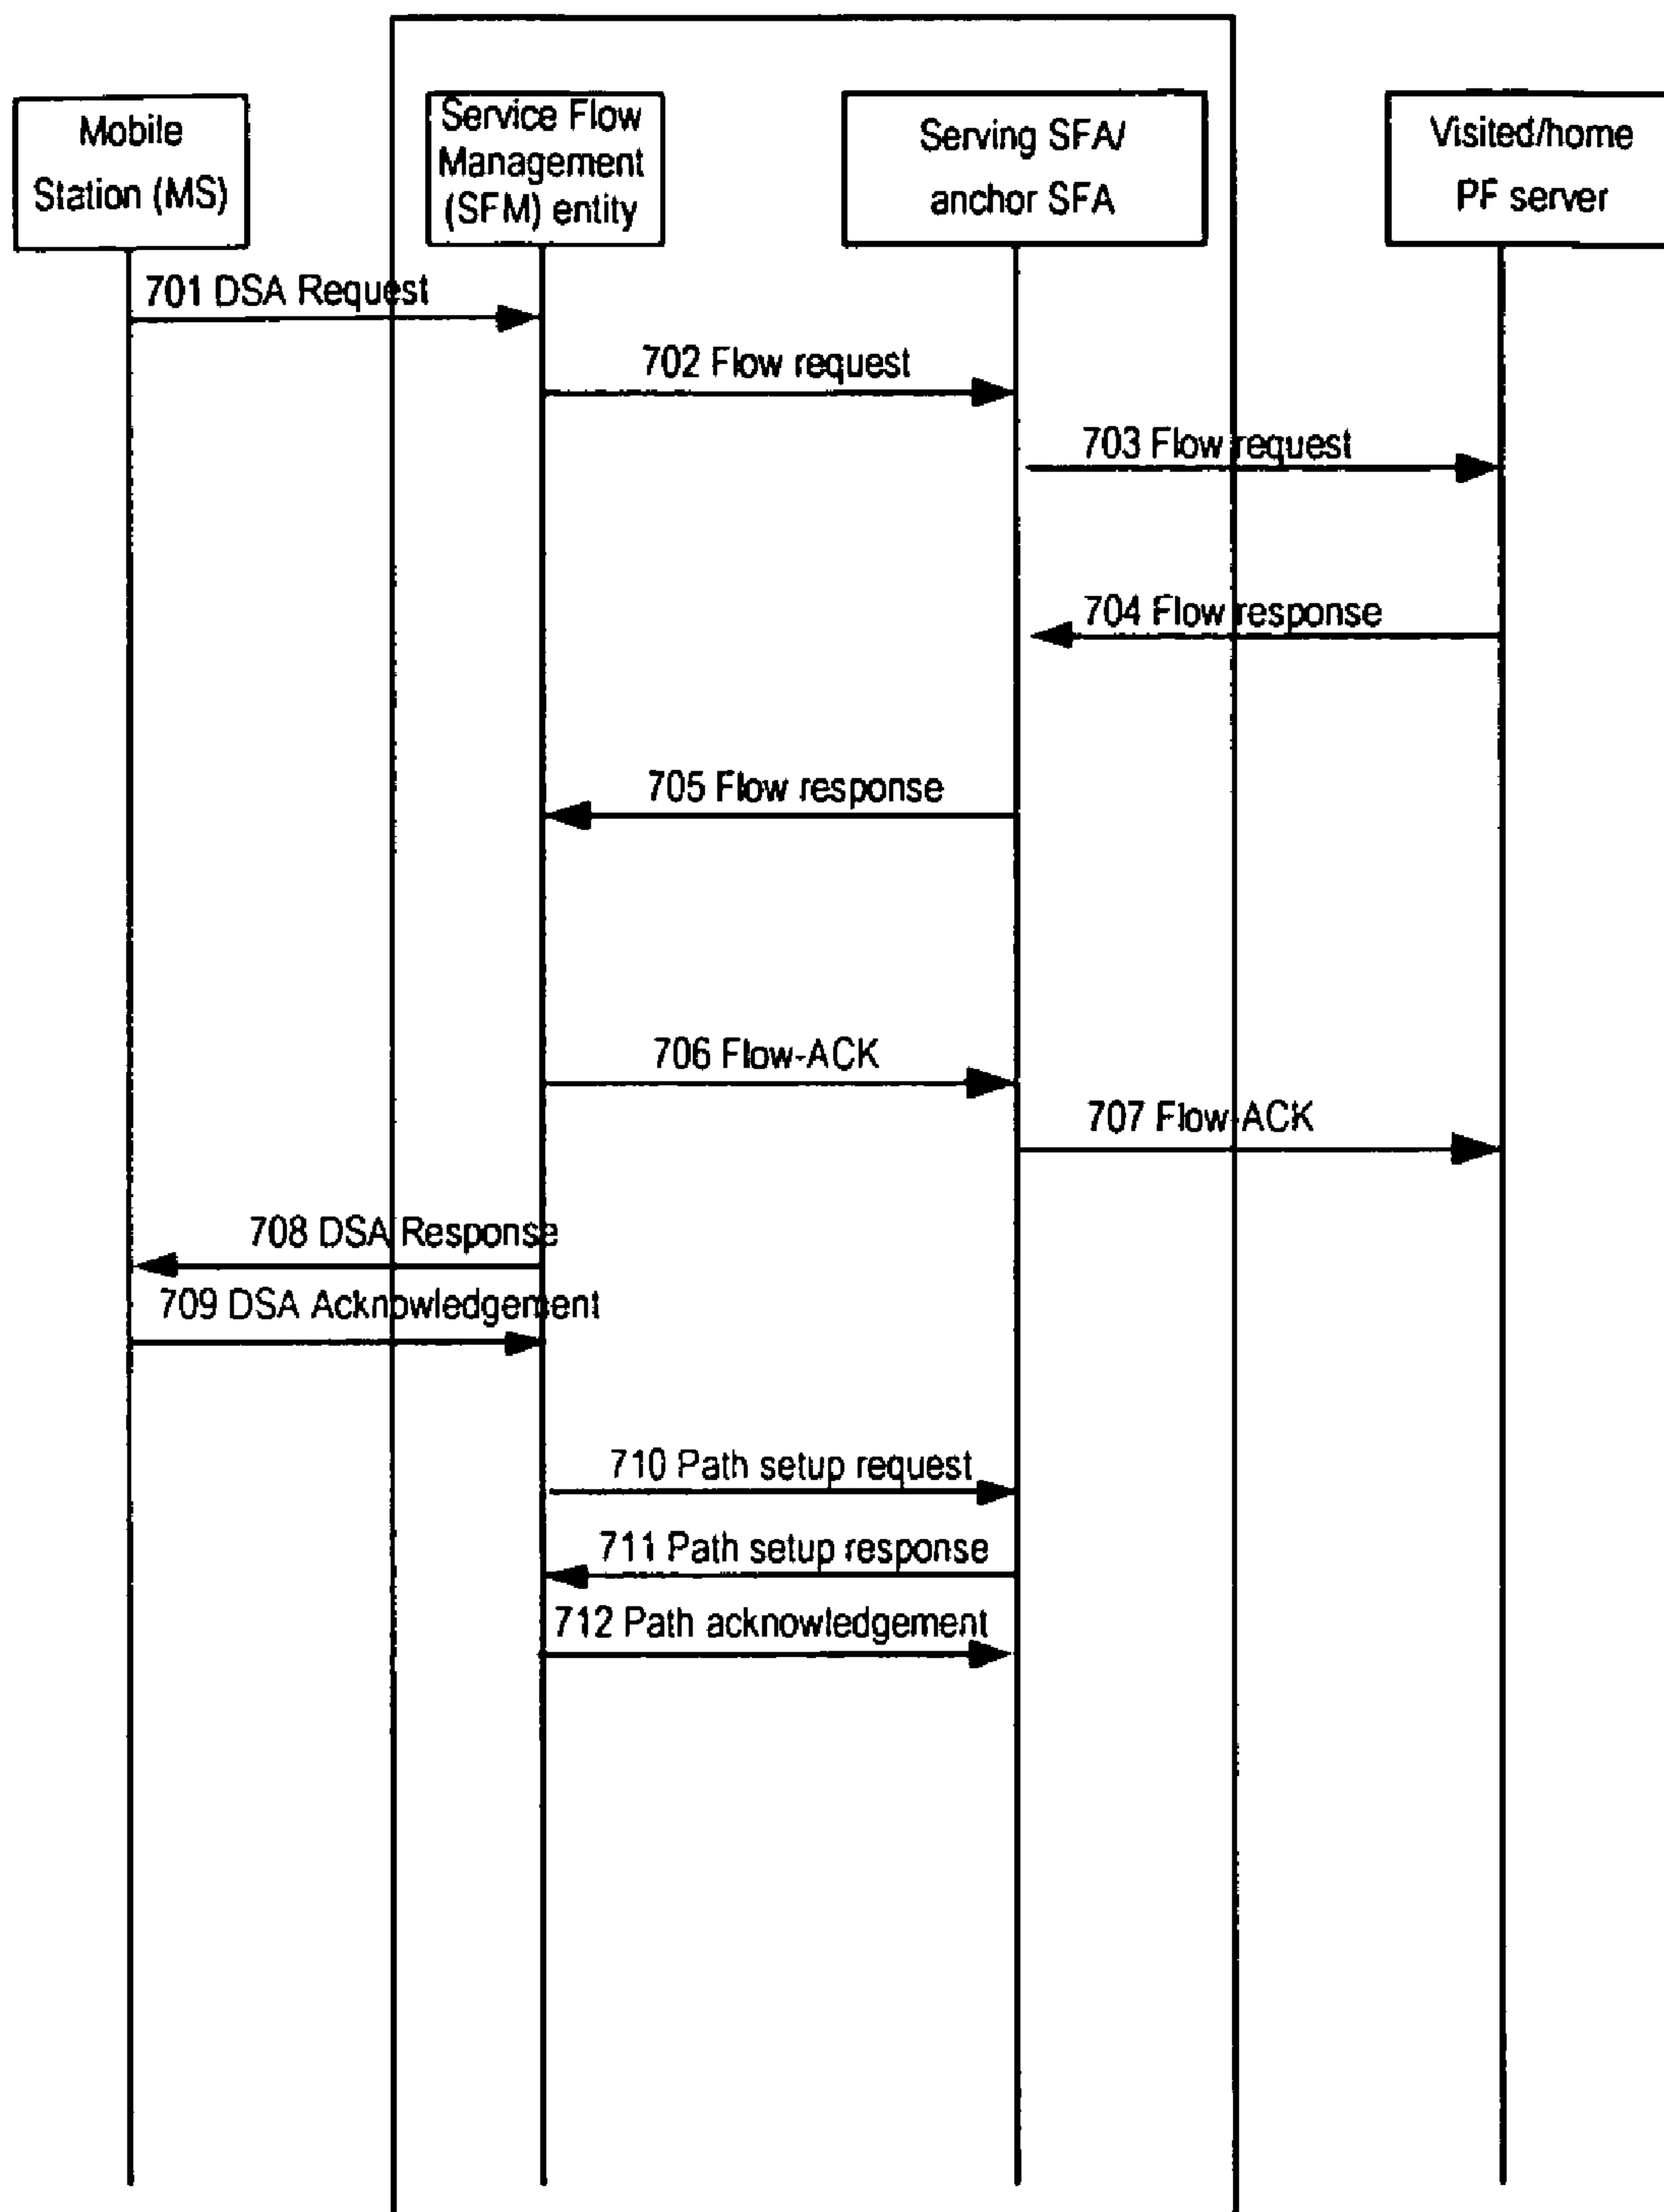 Mobile
Station (MS)
Service Flow
Management
(SFM) entity
Serving SFA/
anchor SFA
Visited/home
PF server
701 DSA Request
702 Flow request
703 Flow request
704 Flow response
705 Flow response
706 Flow-ACK
707 Flow-ACK
708 DSA Response
709 DSA Acknowledgement
710 Path setup request
711 Path setup response
712 Path acknowledgement